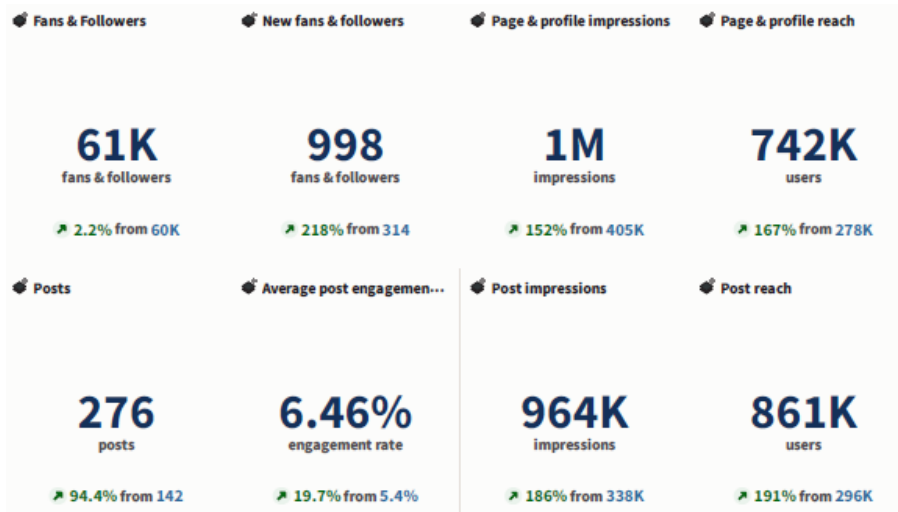 Fans & Followers
New fans & followers
Page & profile impressions
Page & profile reach
61K
fans & followers
2.2% from 60K
998
fans & followers
218% from 314
1M
impressions
152% from 405K
742K
users
167% from 278K
Posts
Average post engagemen...
Post impressions
Post reach
276
posts
94.4% from 142
6.46%
engagement rate
19.7% from 5.4%
964K
impressions
186% from 338K
861K
users
191% from 296K